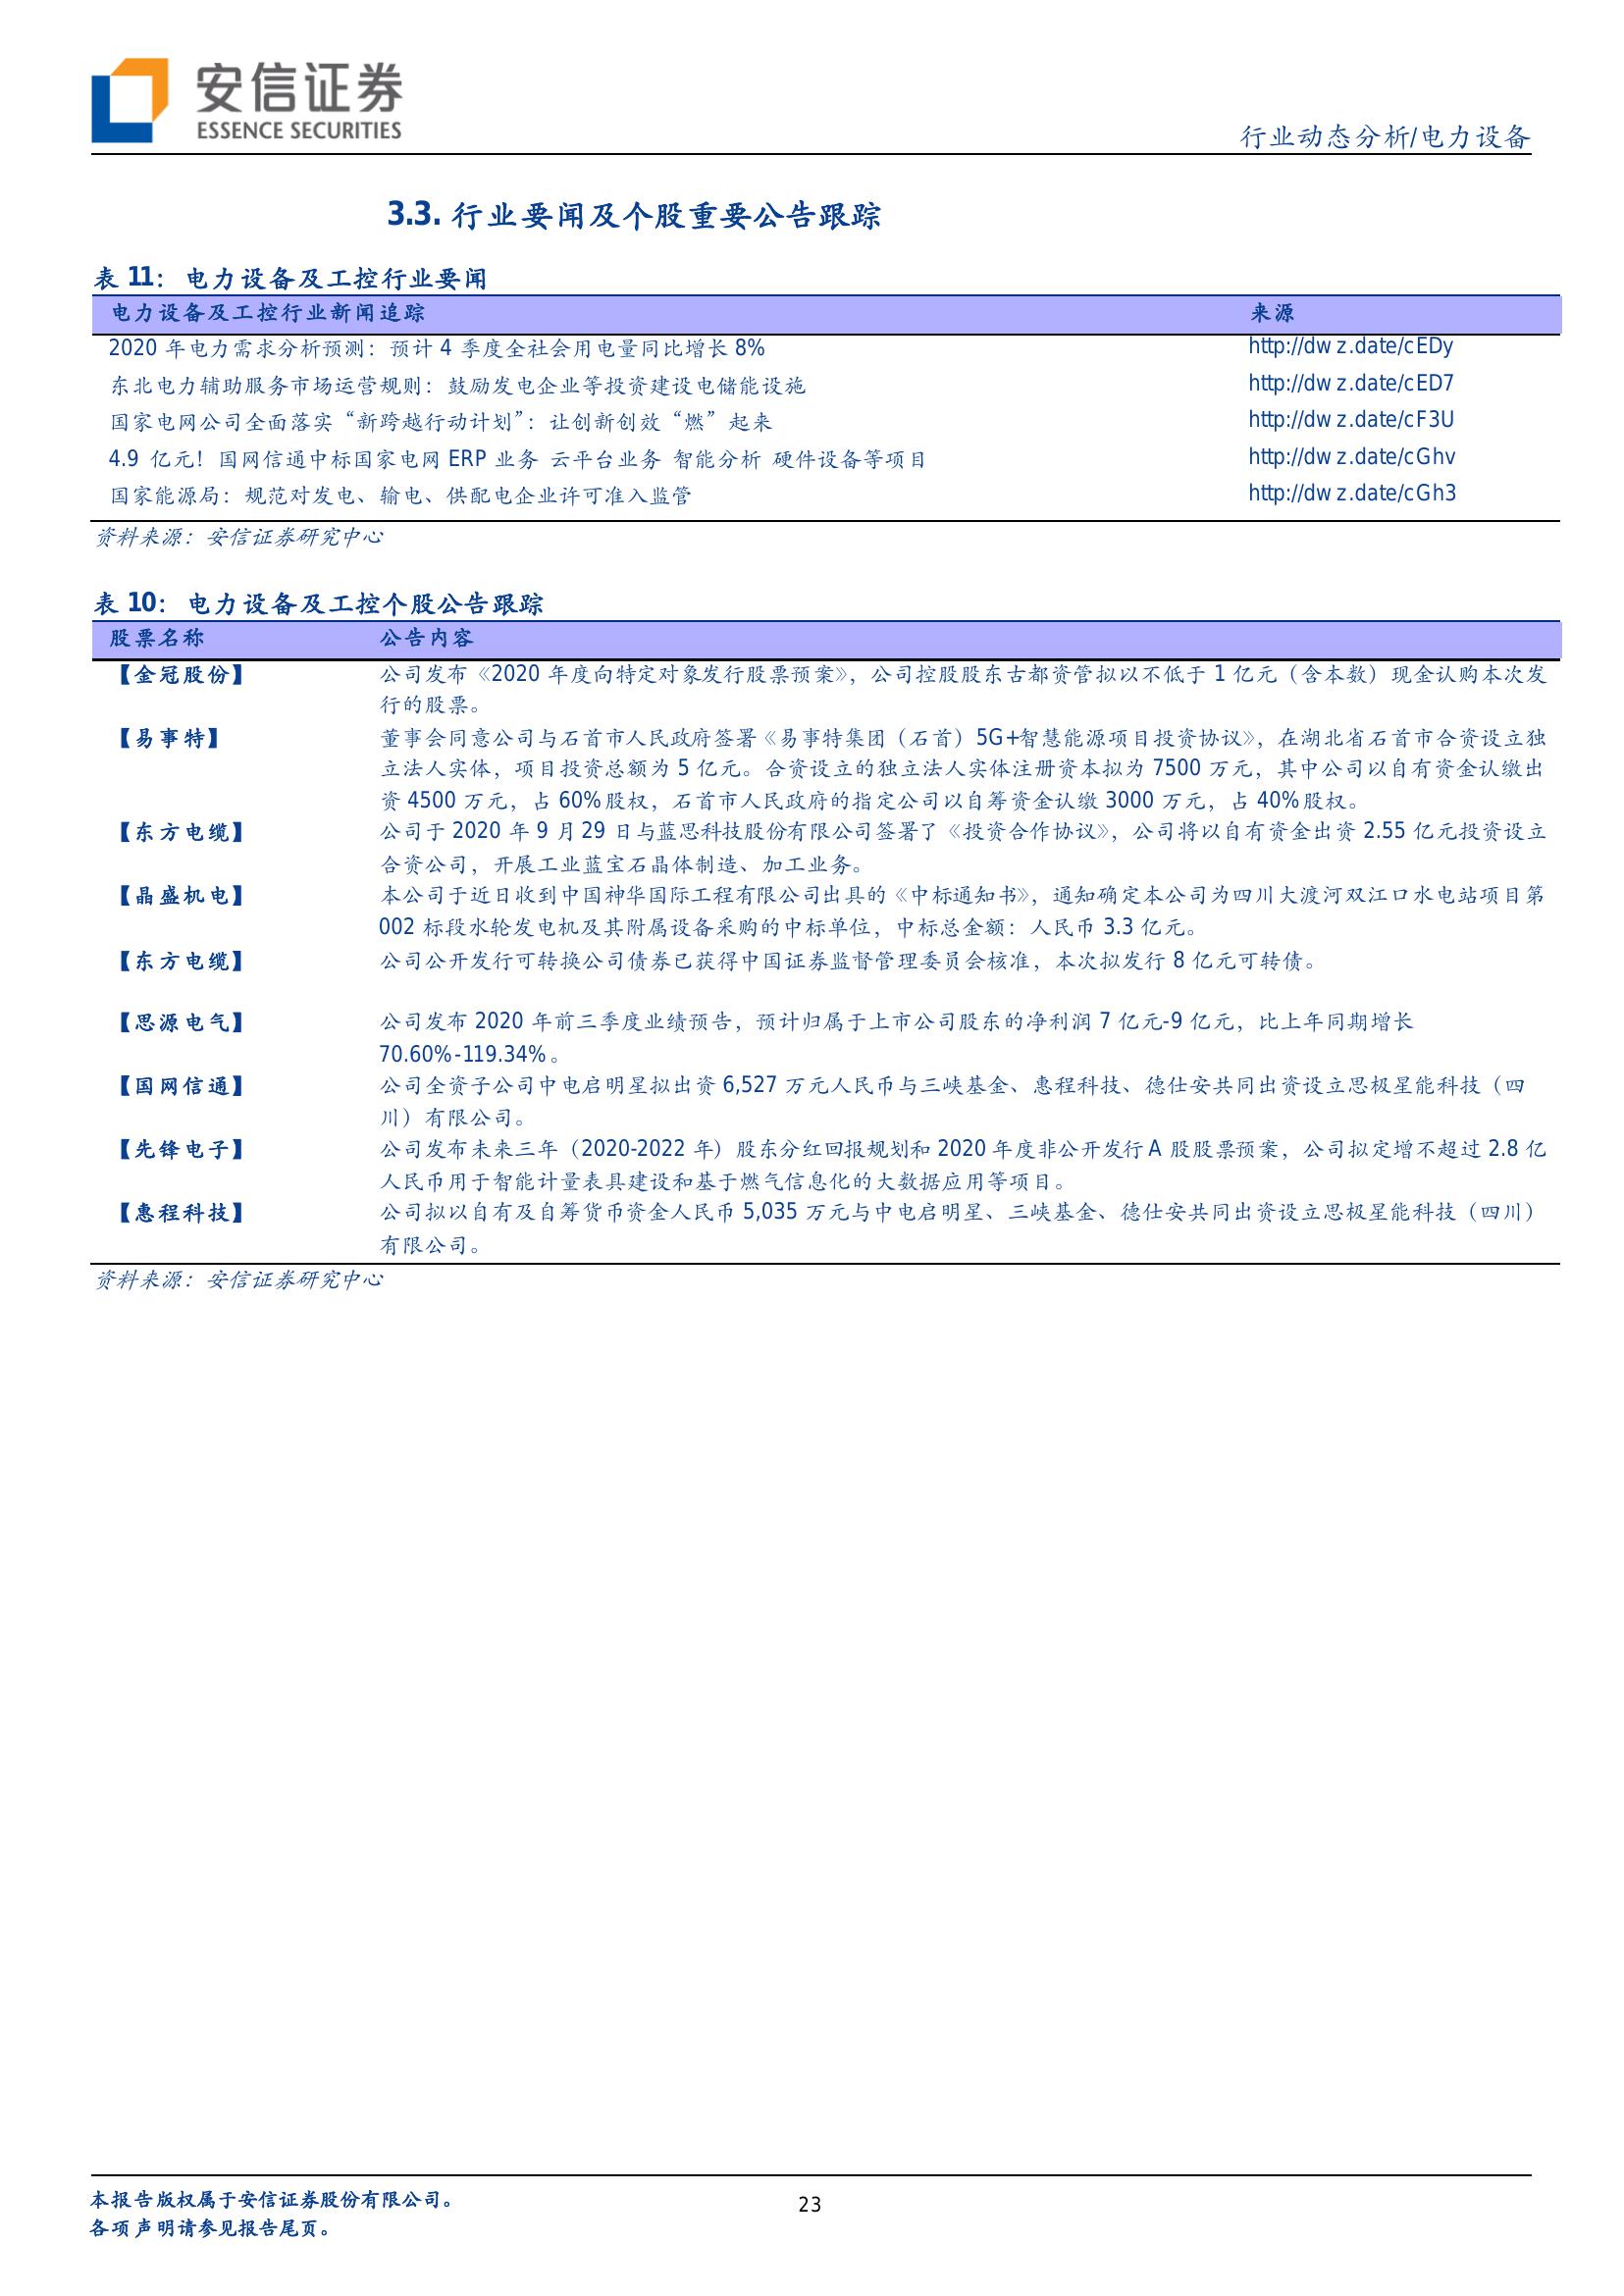 安信证券
ESSENCE SECURITIES
行业动态分析/电力设备
3.3. 行业要闻及个股重要公告跟踪
表 11： 电力设备及工控行业要闻
电力设备及工控行业新闻追踪 来源
2020 年电力需求分析预测：预计 4 季度全社会用电量同比增长 8% http://dwz.date/cEDy
东北电力辅助服务市场运营规则：鼓励发电企业等投资建设电储能设施 http://dwz.date/cED7
国家电网公司全面落实“新跨越行动计划”：让创新创效“燃”起来 http://dwz.date/cF3U
4.9 亿元！国网信通中标国家电网 ERP 业务 云平台业务 智能分析 硬件设备等项目 http://dwz.date/cGhv
国家能源局：规范对发电、输电、供配电企业许可准入监管 http://dwz.date/cGh3
资料来源：安信证券研究中心
表 10： 电力设备及工控个股公告跟踪
股票名称 公告内容
【金冠股份】 公司发布《2020 年度向特定对象发行股票预案》，公司控股股东古都资管拟以不低于 1 亿元（含本数）现金认购本次发
行的股票。
【易事特】 董事会同意公司与石首市人民政府签署《易事特集团（石首）5G+智慧能源项目投资协议》，在湖北省石首市合资设立独
立法人实体，项目投资总额为 5 亿元。合资设立的独立法人实体注册资本拟为 7500 万元，其中公司以自有资金认缴出
资 4500 万元，占 60%股权，石首市人民政府的指定公司以自筹资金认缴 3000 万元，占 40%股权。
【东方电缆】 公司于 2020 年 9 月 29 日与蓝思科技股份有限公司签署了《投资合作协议》，公司将以自有资金出资 2.55 亿元投资设立
合资公司，开展工业蓝宝石晶体制造、加工业务。
【晶盛机电】 本公司于近日收到中国神华国际工程有限公司出具的《中标通知书》，通知确定本公司为四川大渡河双江口水电站项目第
002 标段水轮发电机及其附属设备采购的中标单位，中标总金额：人民币 3.3 亿元。
【东方电缆】 公司公开发行可转换公司债券已获得中国证券监督管理委员会核准，本次拟发行 8 亿元可转债。
【思源电气】 公司发布 2020 年前三季度业绩预告，预计归属于上市公司股东的净利润 7 亿元-9 亿元，比上年同期增长
70.60%-119.34%。
【国网信通】 公司全资子公司中电启明星拟出资 6,527 万元人民币与三峡基金、惠程科技、德仕安共同出资设立思极星能科技（四
川）有限公司。
【先锋电子】 公司发布未来三年（2020-2022 年）股东分红回报规划和 2020 年度非公开发行 A 股股票预案，公司拟定增不超过 2.8 亿
人民币用于智能计量表具建设和基于燃气信息化的大数据应用等项目。
【惠程科技】 公司拟以自有及自筹货币资金人民币 5,035 万元与中电启明星、三峡基金、德仕安共同出资设立思极星能科技（四川）
有限公司。
资料来源：安信证券研究中心
本报告版权属于安信证券股份有限公司。
各项声明请参见报告尾页。
23